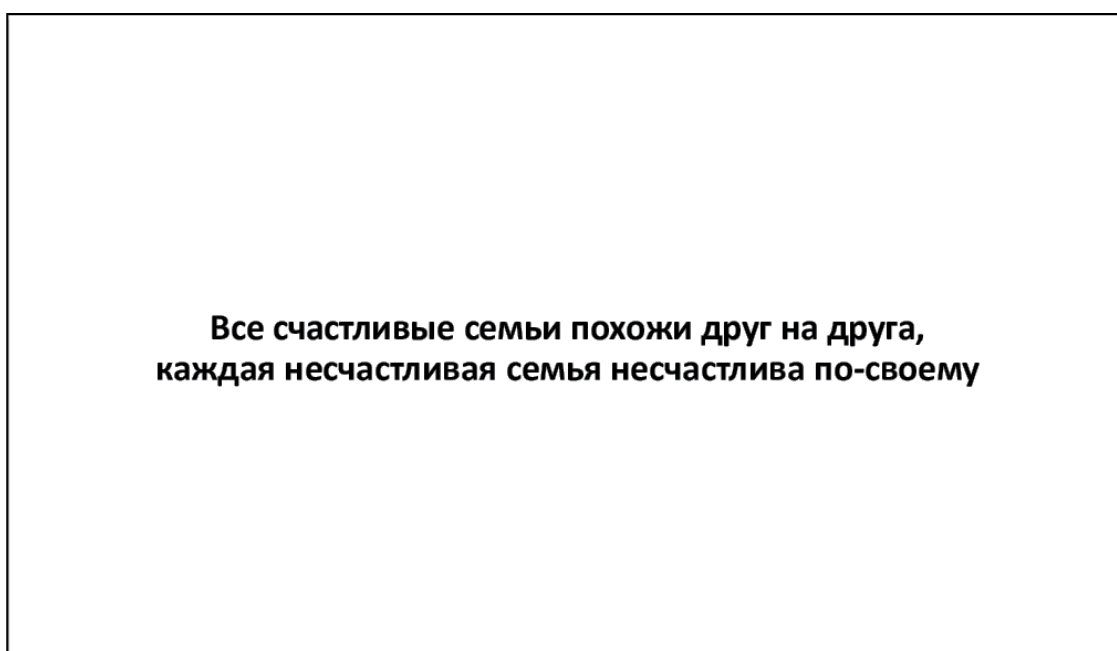 Все счастливые семьи похожи друг на друга,
каждая несчастливая семья несчастлива по-своему